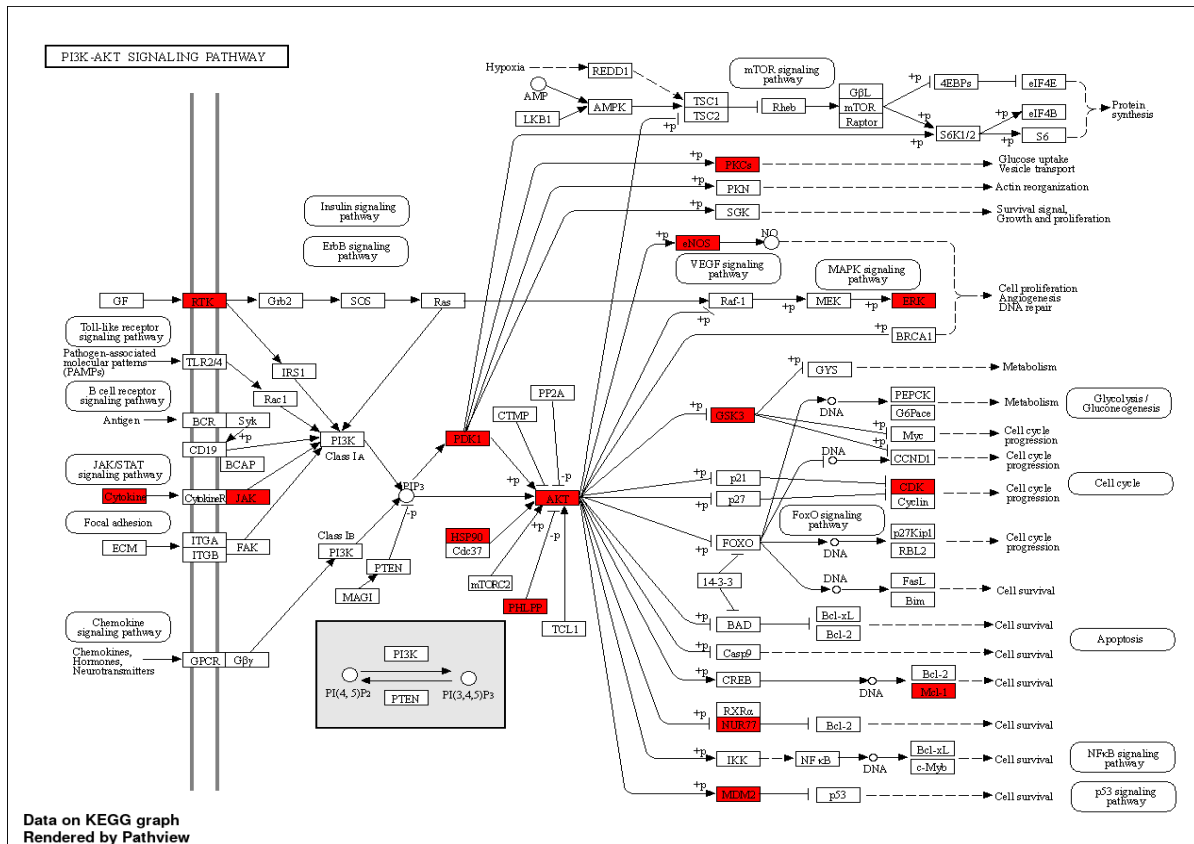 PI3K-AKT SIGNALING PATHWAY
Hypoxia
REDD1
mTOR signaling
pathway
AMP
LKB1
AMPK
TSC1
TSC2
Rheb
GβL
mTOR
Raptor
+p
4EBPs
eIF4E
+p
S6K1/2
+p
eIF4B
+p
S6
Protein
synthesis
+p
+p
+p
PKCs
Glucose uptake
Vesicle transport
+p
PKN
Actin reorganization
+p
SGK
Survival signal,
Growth and proliferation
Insulin signaling
pathway
ErbB signaling
pathway
+p
eNOS
NO
VEGF signaling
pathway
MAPK signaling
pathway
GF
RTK
Grb2
SOS
Ras
Raf-1
+p
MEK
+p
ERK
+p
Cell proliferation
Angiogenesis
DNA repair
+p
BRCA1
Toll-like receptor
signaling pathway
Pathogen-associated
molecular patterns
(PAMPs)
TLR2/4
IRS1
Rac1
B cell receptor
signaling pathway
Antigen
BCR
Syk
+p
CD19
BCAP
PI3K
Class IA
PP2A
CTMP
PDK1
+p
-p
+p
GYS
Metabolism
+p
GSK3
DNA
PEPCK
G6Pace
Metabolism
Glycolysis /
Gluconeogenesis
Myc
Cell cycle
progression
DNA
CCND1
Cell cycle
progression
JAK/STAT
signaling pathway
Cytokine
CytokineR
JAK
PIP3
-p
AKT
+p
p21
+p
p27
CDK
Cyclin
Cell cycle
progression
Cell cycle
Focal adhesion
ECM
ITGA
ITGB
FAK
Class IB
PI3K
PTEN
MAGI
HSP90
Cdc37
+p
-p
mTORC2
PHLPP
TCL1
+p
FOXO
FoxO signaling
pathway
DNA
p27Kip1
RBL2
Cell cycle
progression
14-3-3
DNA
FasL
Bim
Cell survival
Chemokine
signaling pathway
Chemokines,
Hormones,
Neurotransmitters
GPCR
Gβγ
PI3K
PI(4, 5)P2
PI(3,4,5)P3
PTEN
+p
BAD
Bcl-xL
Bcl-2
Cell survival
Apoptosis
+p
Casp9
Cell survival
+p
CREB
DNA
Bcl-2
Mcl-1
Cell survival
RXRα
+p
NUR77
Bcl-2
Cell survival
+p
IKK
NFκB
DNA
Bcl-xL
c-Myb
Cell survival
NFκB signaling
pathway
+p
MDM2
p53
Cell survival
p53 signaling
pathway
Data on KEGG graph
Rendered by Pathview